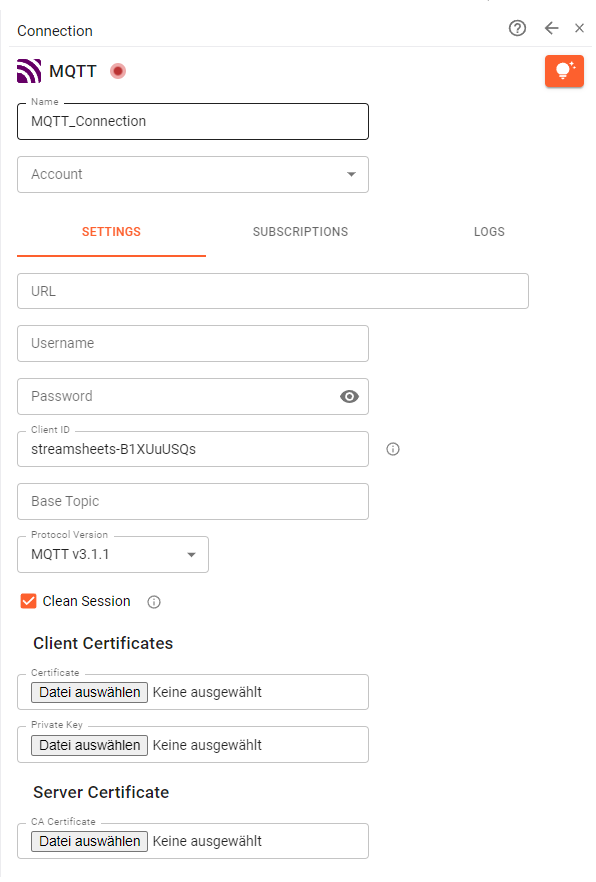 Connection
MQTT
Name
MQTT_Connection
Account
SETTINGS SUBSCRIPTIONS LOGS
URL
Username
Password
Client ID
streamsheets-B1XUuUSQs
Base Topic
Protocol Version
MQTT v3.1.1
Clean Session
Client Certificates
Certificate
Datei auswählen Keine ausgewählt
Private Key
Datei auswählen Keine ausgewählt
Server Certificate
CA Certificate
Datei auswählen Keine ausgewählt